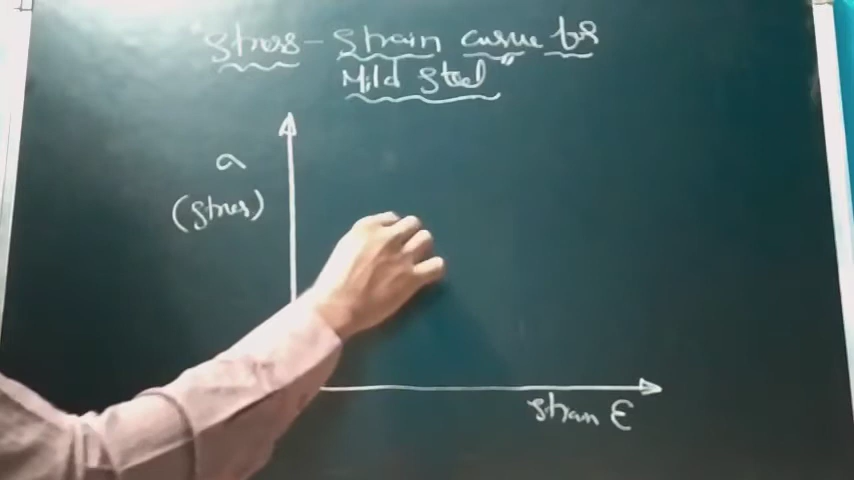 Stress - Strain curve for
Mild Steel
σ
(Stress)
Strain ε